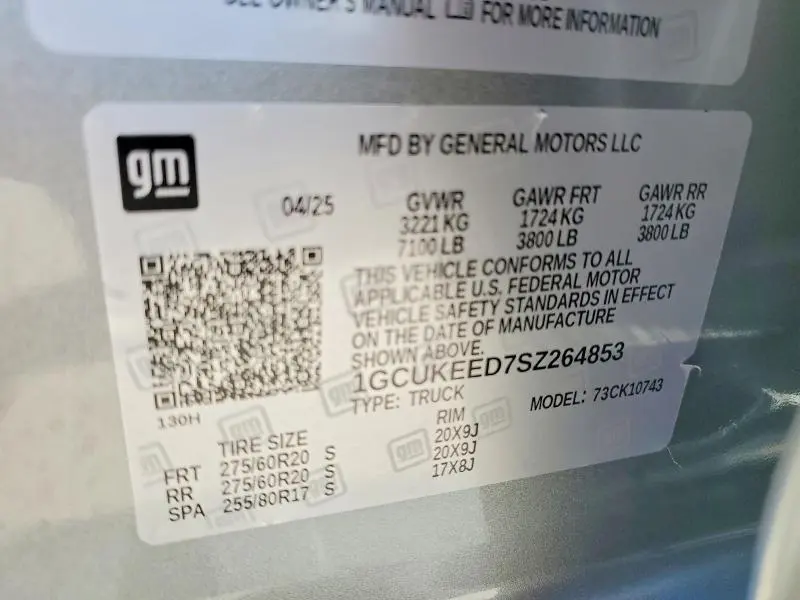 SEE OWNER'S MANUAL FOR MORE INFORMATION
gm
MFD BY GENERAL MOTORS LLC
04/25 GVWR GAWR FRT GAWR RR
3221 KG 1724 KG 1724 KG
7100 LB 3800 LB 3800 LB
THIS VEHICLE CONFORMS TO ALL
APPLICABLE U.S. FEDERAL MOTOR
VEHICLE SAFETY STANDARDS IN EFFECT
ON THE DATE OF MANUFACTURE
SHOWN ABOVE.
1GCUKEED7SZ264853
TYPE: TRUCK MODEL: 73CK10743
130H
TIRE SIZE RIM
FRT 275/60R20 S 20X9J
RR 275/60R20 S 20X9J
SPA 255/80R17 S 17X8J